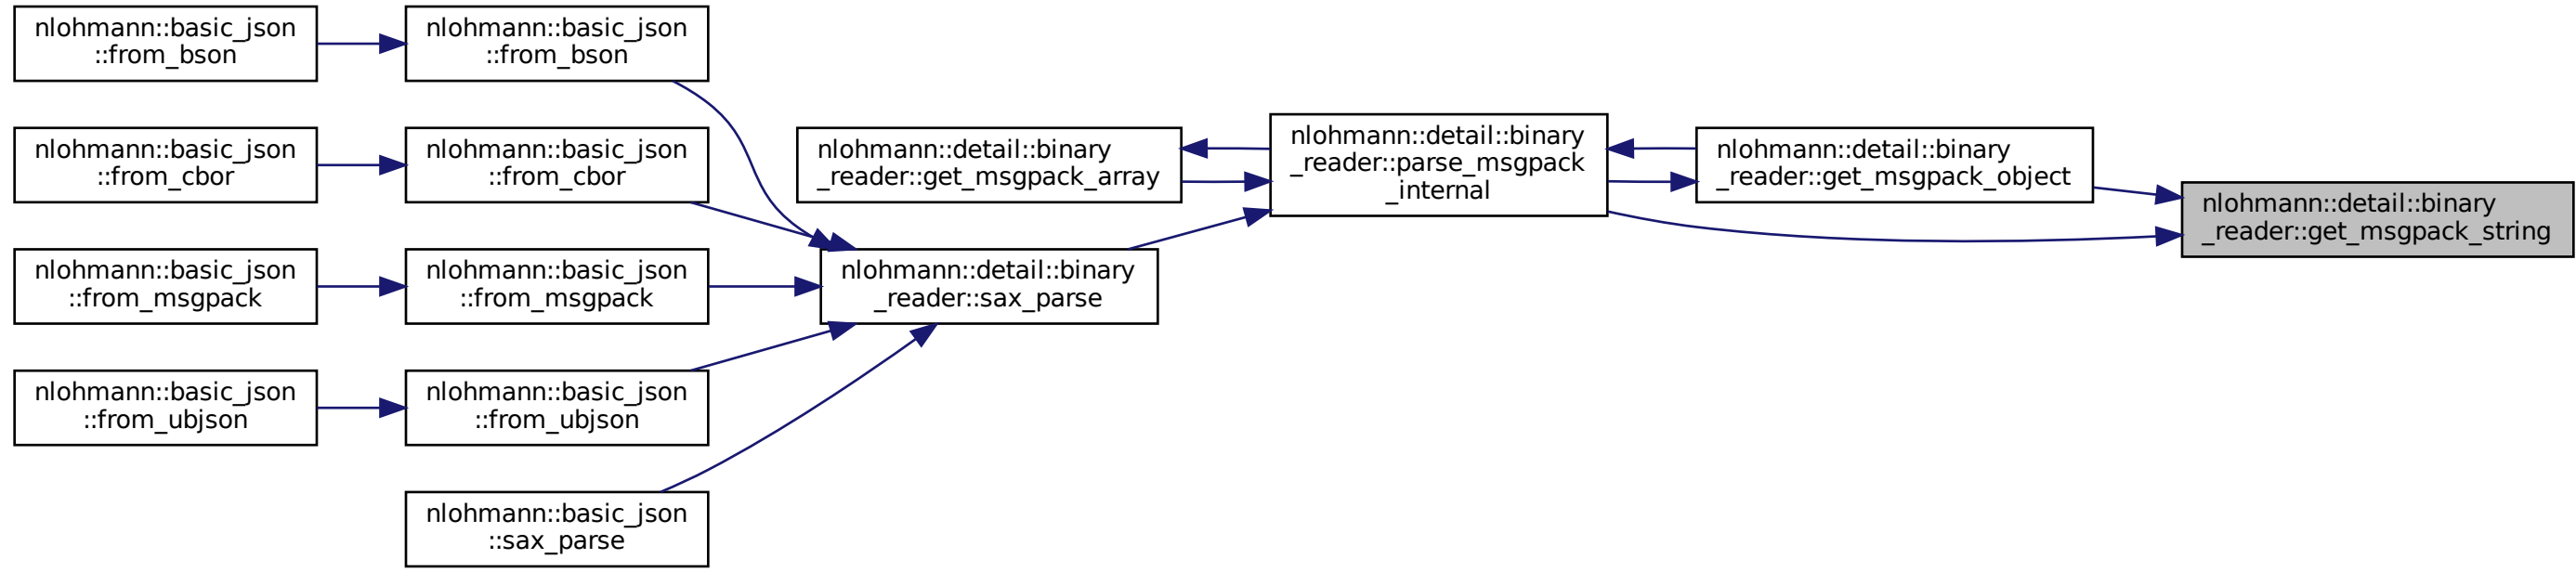 nlohmann::basic_json
::from_bson
nlohmann::basic_json
::from_bson
nlohmann::basic_json
::from_cbor
nlohmann::basic_json
::from_cbor
nlohmann::detail::binary
_reader::get_msgpack_array
nlohmann::detail::binary
_reader::parse_msgpack
_internal
nlohmann::detail::binary
_reader::get_msgpack_object
nlohmann::detail::binary
_reader::get_msgpack_string
nlohmann::basic_json
::from_msgpack
nlohmann::basic_json
::from_msgpack
nlohmann::detail::binary
_reader::sax_parse
nlohmann::basic_json
::from_ubjson
nlohmann::basic_json
::from_ubjson
nlohmann::basic_json
::sax_parse